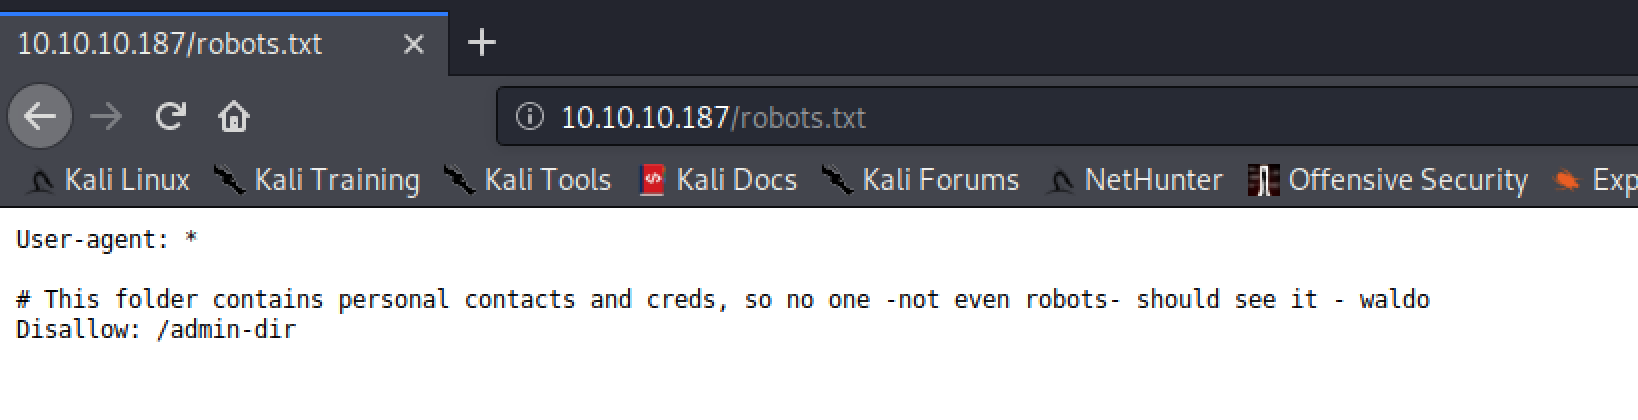 10.10.10.187/robots.txt
10.10.10.187/robots.txt
Kali Linux Kali Training Kali Tools Kali Docs Kali Forums NetHunter Offensive Security Exp
User-agent: *
# This folder contains personal contacts and creds, so no one -not even robots- should see it - waldo
Disallow: /admin-dir